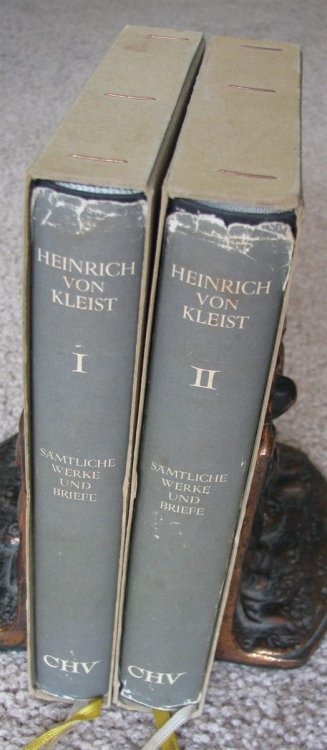 HEINRICH
VON
KLEIST
I
SÄMTLICHE
WERKE
UND
BRIEFE
CHV
HEINRICH
VON
KLEIST
II
SÄMTLICHE
WERKE
UND
BRIEFE
CHV